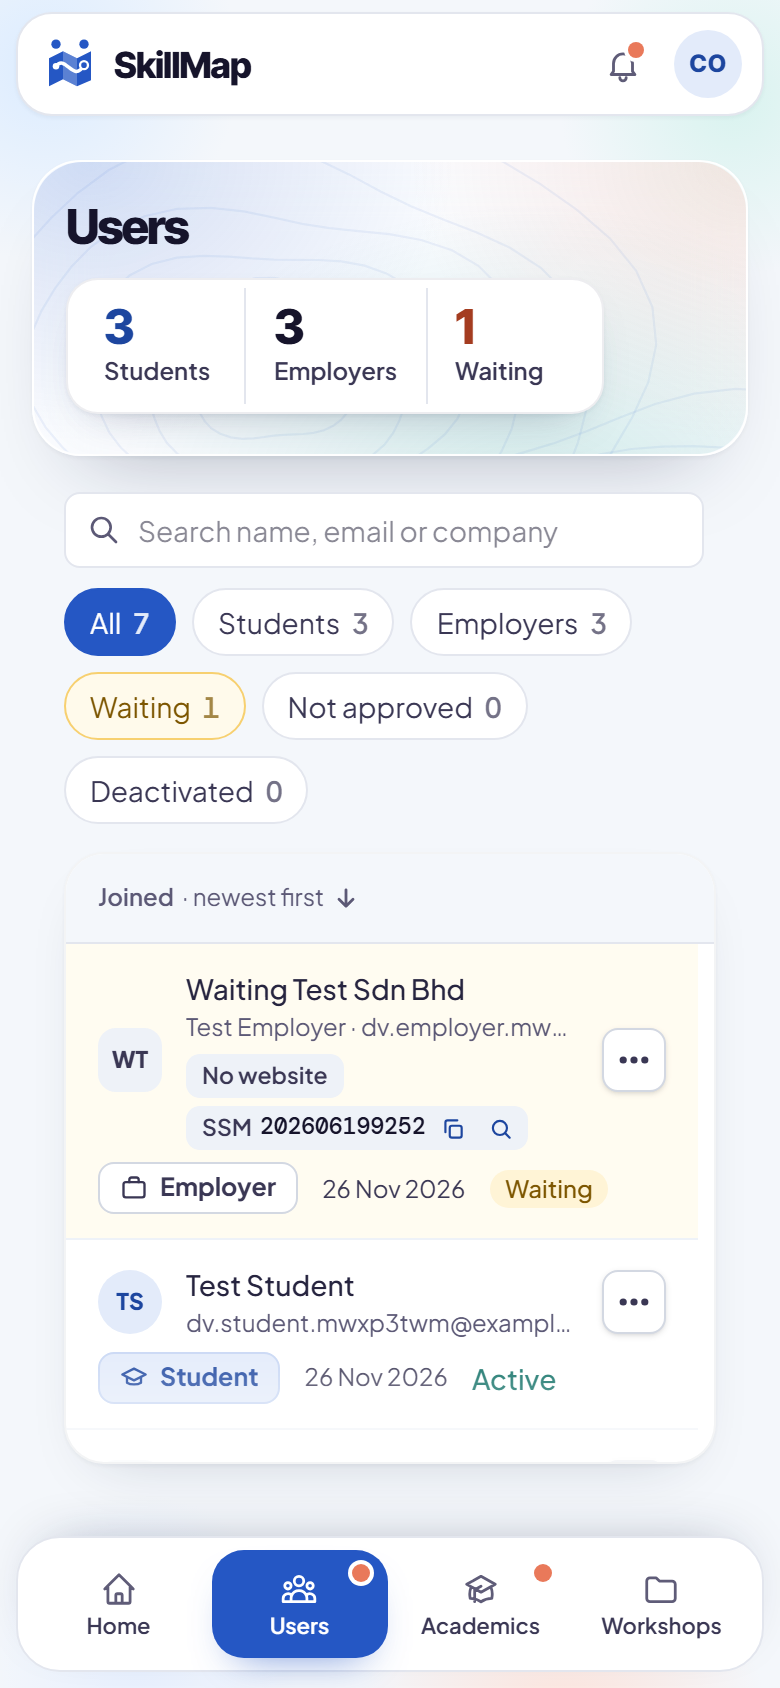 SkillMap
CO
Users
3 3 1
Students Employers Waiting
Search name, email or company
All 7 Students 3 Employers 3
Waiting 1 Not approved 0
Deactivated 0
Joined · newest first ↓
Waiting Test Sdn Bhd
Test Employer · dv.employer.mw…
WT
No website
SSM 202606199252
Employer 26 Nov 2026 Waiting
Test Student
TS
dv.student.mwxp3twm@exampl…
Student 26 Nov 2026 Active
Home Users Academics Workshops